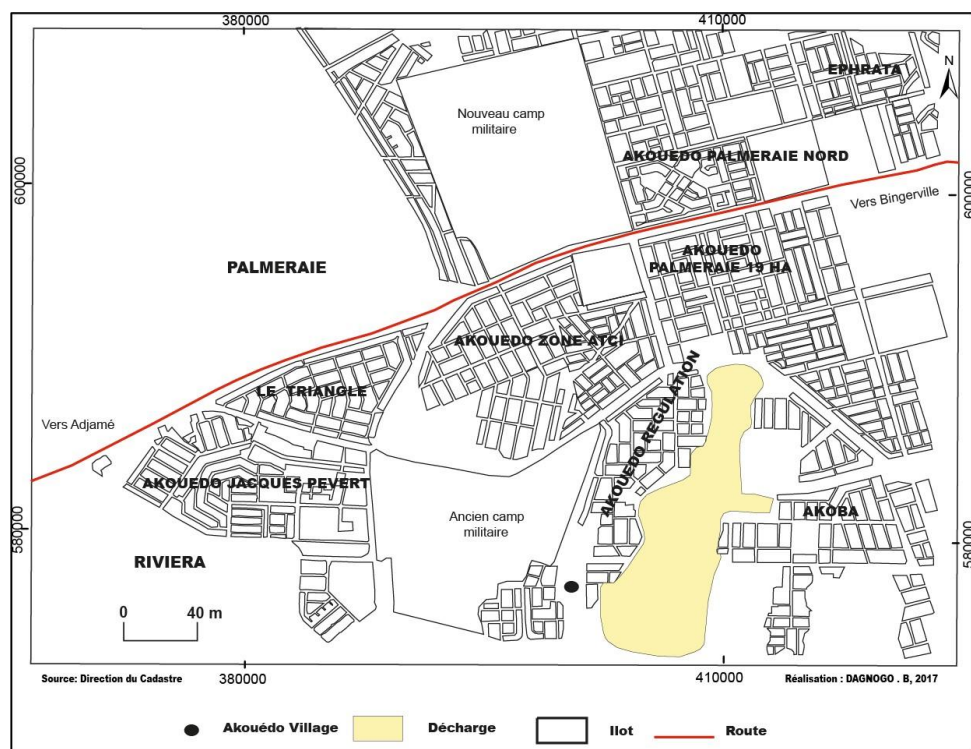 380000
410000
N
EPHRATA
Nouveau camp
militaire
AKOUEDO PALMERAIE NORD
600000
600000
Vers Bingerville
PALMERAIE
AKOUEDO
PALMERAIE 19 HA
AKOUEDO ZONE ATCI
LE TRIANGLE
AKOUEDO REGULATION
Vers Adjamé
AKOUEDO JACQUES PEVERT
AKOBA
Ancien camp
militaire
580000
580000
RIVIERA
0 40 m
Source: Direction du Cadastre
380000
410000
Réalisation : DAGNOGO . B, 2017
Akouédo Village
Décharge
Ilot
Route